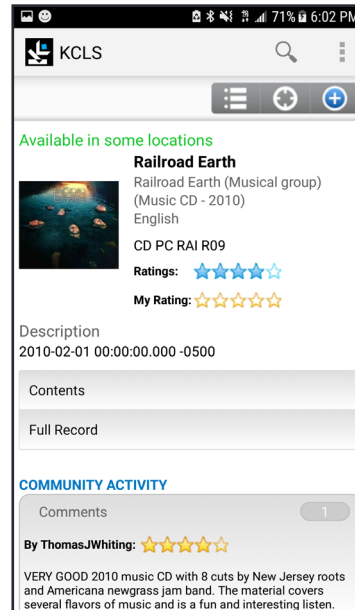 71% 6:02 PM
KCLS
Available in some locations
Railroad Earth
Railroad Earth (Musical group)
(Music CD - 2010)
English
CD PC RAI R09
Ratings:
My Rating:
Description
2010-02-01 00:00:00.000 -0500
Contents
Full Record
COMMUNITY ACTIVITY
Comments 1
By ThomasJWhiting:
VERY GOOD 2010 music CD with 8 cuts by New Jersey roots
and Americana newgrass jam band. The material covers
several flavors of music and is a fun and interesting listen.